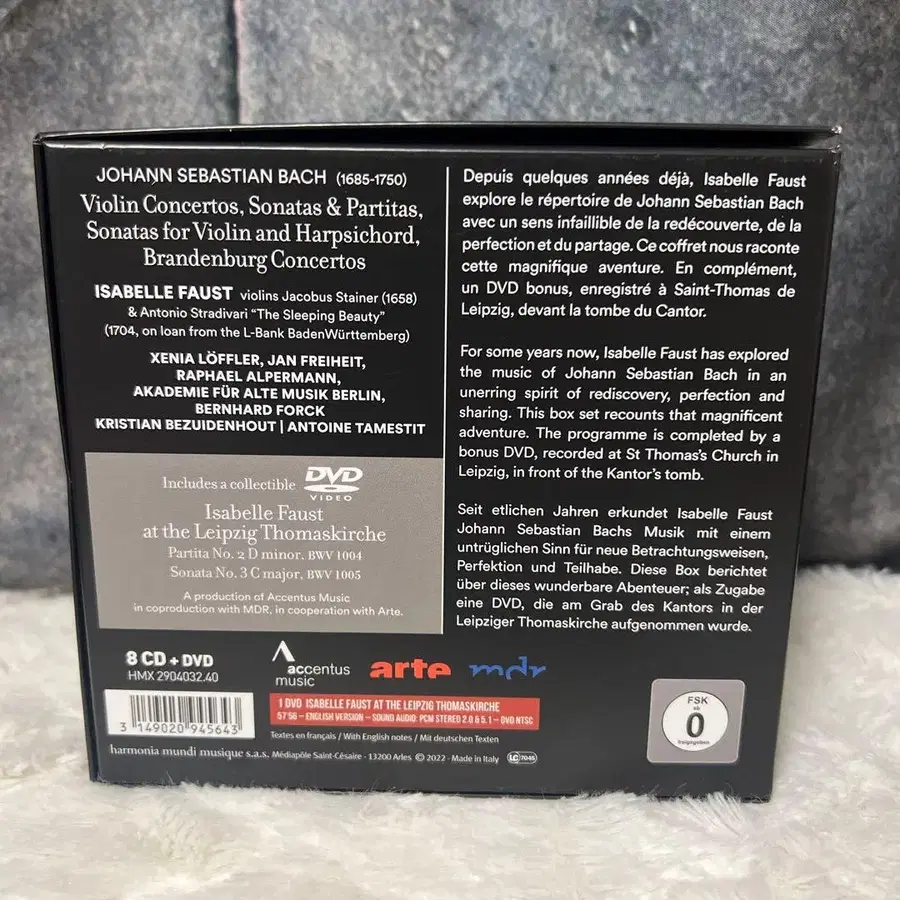 JOHANN SEBASTIAN BACH (1685-1750)
Violin Concertos, Sonatas & Partitas,
Sonatas for Violin and Harpsichord,
Brandenburg Concertos
ISABELLE FAUST violins Jacobus Stainer (1658)
& Antonio Stradivari “The Sleeping Beauty”
(1704, on loan from the L-Bank BadenWürttemberg)
XENIA LÖFFLER, JAN FREIHEIT,
RAPHAEL ALPERMANN,
AKADEMIE FÜR ALTE MUSIK BERLIN,
BERNHARD FORCK
KRISTIAN BEZUIDENHOUT | ANTOINE TAMESTIT
Includes a collectible DVD
VIDEO
Isabelle Faust
at the Leipzig Thomaskirche
Partita No. 2 D minor, BWV 1004
Sonata No. 3 C major, BWV 1005
A production of Accentus Music
in coproduction with MDR, in cooperation with Arte.
Depuis quelques années déjà, Isabelle Faust
explore le répertoire de Johann Sebastian Bach
avec un sens infaillible de la redécouverte, de la
perfection et du partage. Ce coffret nous raconte
cette magnifique aventure. En complément,
un DVD bonus, enregistré à Saint-Thomas de
Leipzig, devant la tombe du Cantor.
For some years now, Isabelle Faust has explored
the music of Johann Sebastian Bach in an
unerring spirit of rediscovery, perfection and
sharing. This box set recounts that magnificent
adventure. The programme is completed by a
bonus DVD, recorded at St Thomas’s Church in
Leipzig, in front of the Kantor’s tomb.
Seit etlichen Jahren erkundet Isabelle Faust
Johann Sebastian Bachs Musik mit einem
untrüglichen Sinn für neue Betrachtungsweisen,
Perfektion und Teilhabe. Diese Box berichtet
über dieses wunderbare Abenteuer; als Zugabe
eine DVD, die am Grab des Kantors in der
Leipziger Thomaskirche aufgenommen wurde.
8 CD + DVD
HMX 2904032.40
3 149020 945643
accentus
music
arte
mdr
1 DVD ISABELLE FAUST AT THE LEIPZIG THOMASKIRCHE
67'56 – ENGLISH VERSION – SOUND AUDIO: PCM STEREO 2.0 & 5.1 – DVD NTSC
Textes en français / With English notes / Mit deutschen Texten
harmonia mundi musique s.a.s. Médiapôle Saint-Césaire - 13200 Arles © 2022 - Made in Italy LC 7045
FSK
ab
0
freigegeben